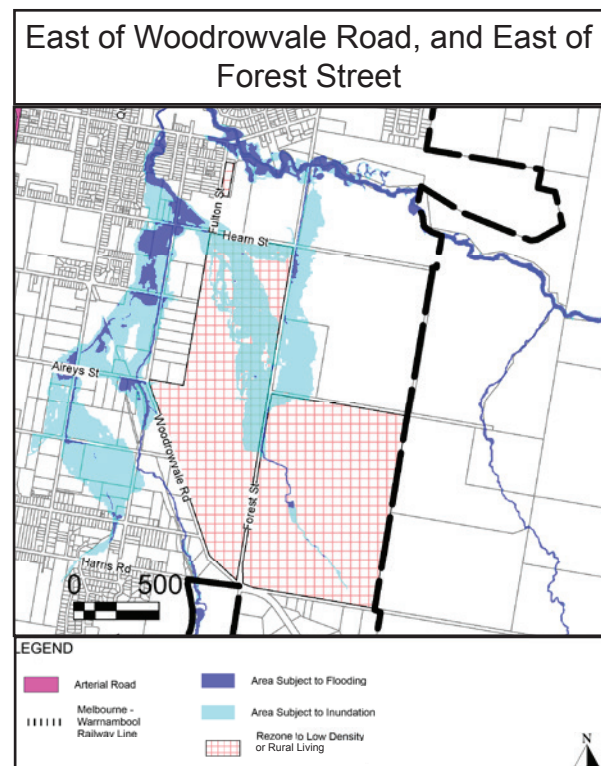 East of Woodrowvale Road, and East of
Forest Street
Fulton St
Hearn St
Aireys St
Woodrowvale Rd
Forest St
Harris Rd
0 500
LEGEND
Arterial Road
Melbourne -
Warrnambool
Railway Line
Area Subject to Flooding
Area Subject to Inundation
Rezone to Low Density
or Rural Living
N